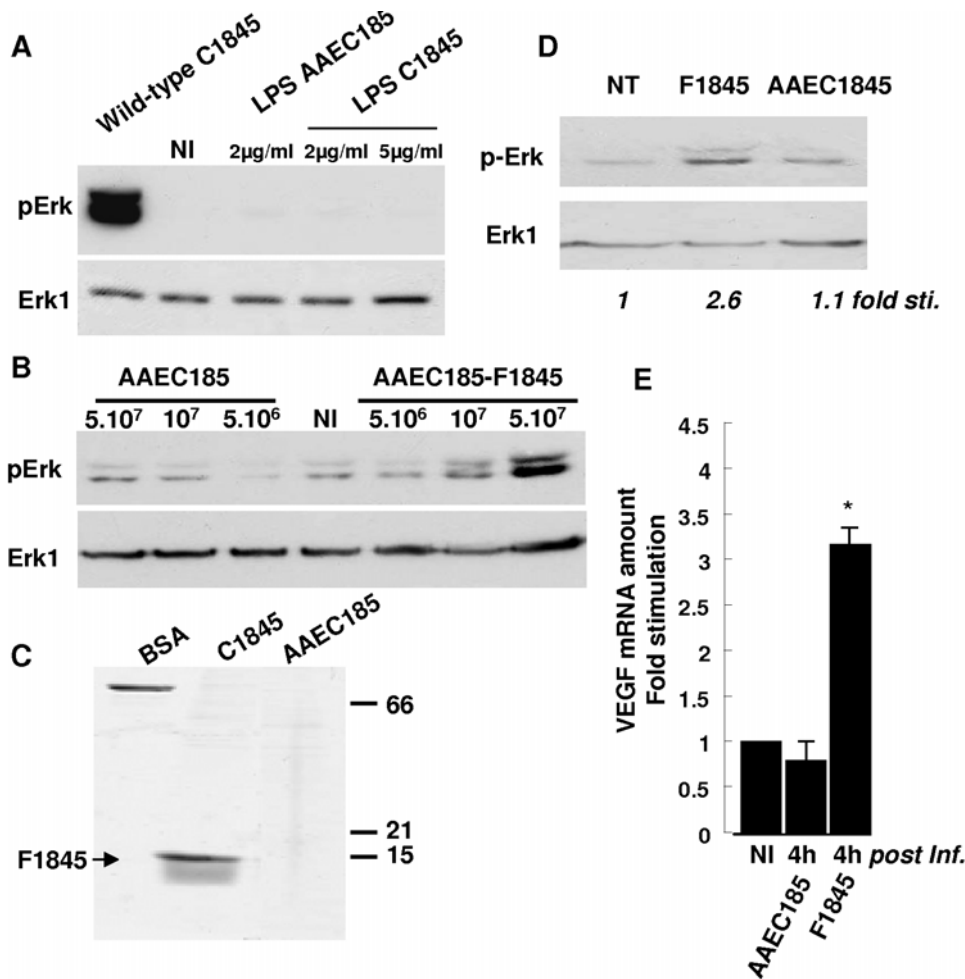 A
Wild-type C1845
LPS AAEC185
LPS C1845
NI
2µg/ml
2µg/ml
5µg/ml
pErk
Erk1
B
AAEC185
AAEC185-F1845
5.10⁷
10⁷
5.10⁶
NI
5.10⁶
10⁷
5.10⁷
pErk
Erk1
C
BSA
C1845
AAEC185
66
21
15
F1845
D
NT
F1845
AAEC1845
p-Erk
Erk1
1
2.6
1.1 fold sti.
E
VEGF mRNA amount
Fold stimulation
4.5
4
3.5
3
2.5
2
1.5
1
0.5
0
*
NI
4h
4h
post Inf.
AAEC185
F1845